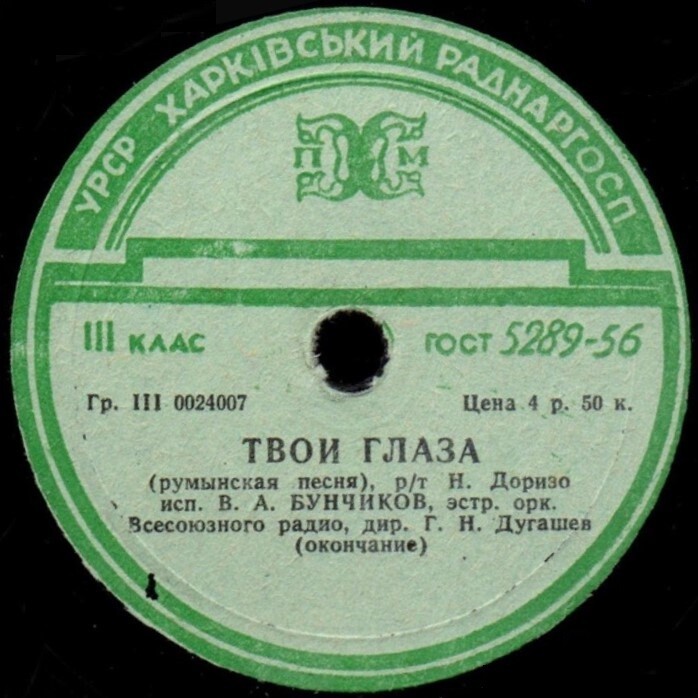 УРСР ХАРКІВСЬКИЙ РАДНАРГОСП
П М
III КЛАС
ГОСТ 5289-56
Гр. III 0024007
Цена 4 р. 50 к.
ТВОИ ГЛАЗА
(румынская песня), р/т Н. Доризо
исп. В. А. БУНЧИКОВ, эстр. орк.
Всесоюзного радио, дир. Г. Н. Дугашев
(окончание)